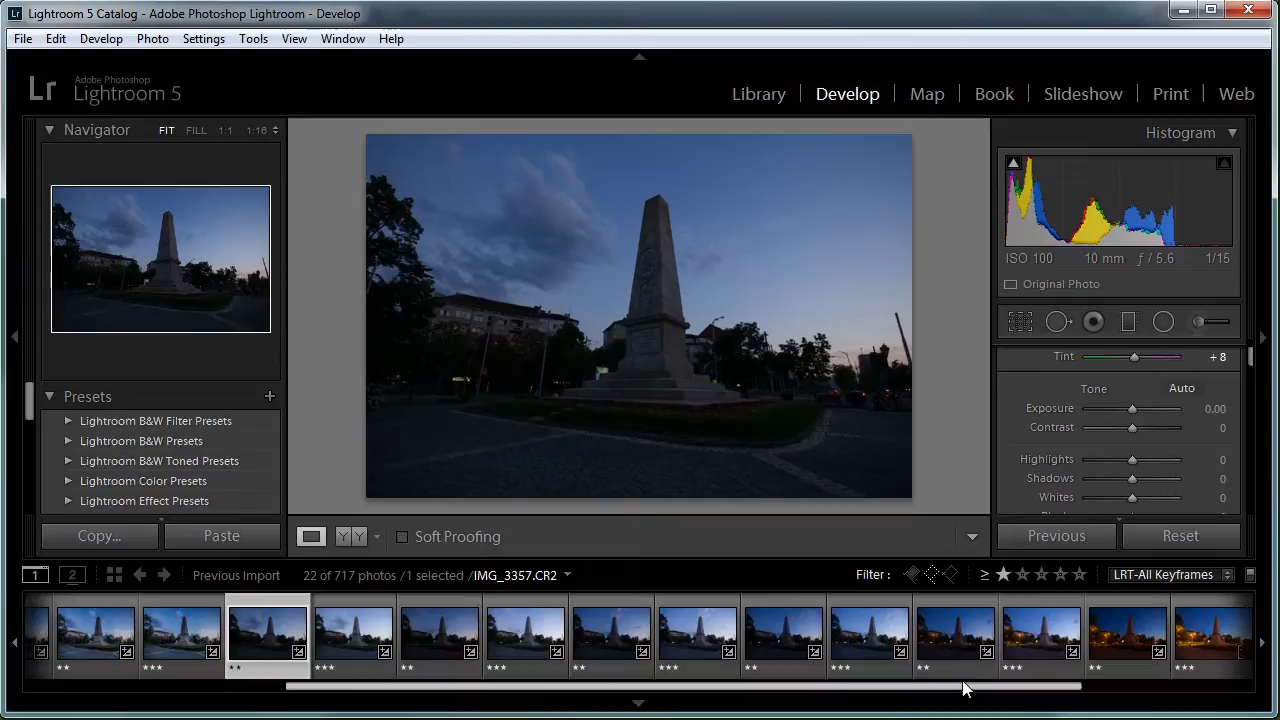 Lightroom 5 Catalog - Adobe Photoshop Lightroom - Develop
File Edit Develop Photo Settings Tools View Window Help
Lr Adobe Photoshop Lightroom 5
Library Develop Map Book Slideshow Print Web
Navigator FIT FILL 1:1 1:16
Histogram
ISO 100 10 mm ƒ / 5.6 1/15
Original Photo
Tint + 8
Tone Auto
Exposure 0.00
Contrast 0
Highlights 0
Shadows 0
Whites 0
Presets
Lightroom B&W Filter Presets
Lightroom B&W Presets
Lightroom B&W Toned Presets
Lightroom Color Presets
Lightroom Effect Presets
Copy... Paste
YY Soft Proofing
Previous Reset
1 2 Previous Import 22 of 717 photos /1 selected /IMG_3357.CR2
Filter : ≥ LRT-All Keyframes